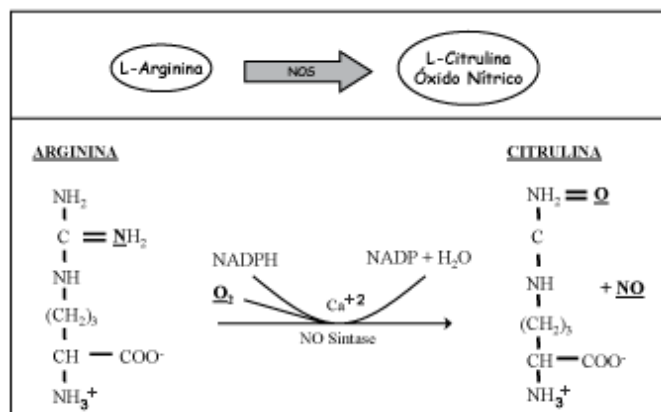 L-Arginina
NOS
L-Citrulina
Óxido Nítrico
ARGININA
NH₂
C = NH₂
NH
(CH₂)₃
CH — COO⁻
NH₃⁺
NADPH
O₂
NADP + H₂O
Ca⁺²
NO Sintase
CITRULINA
NH₂ = O
C
NH
+ NO
(CH₂)₃
CH — COO⁻
NH₃⁺